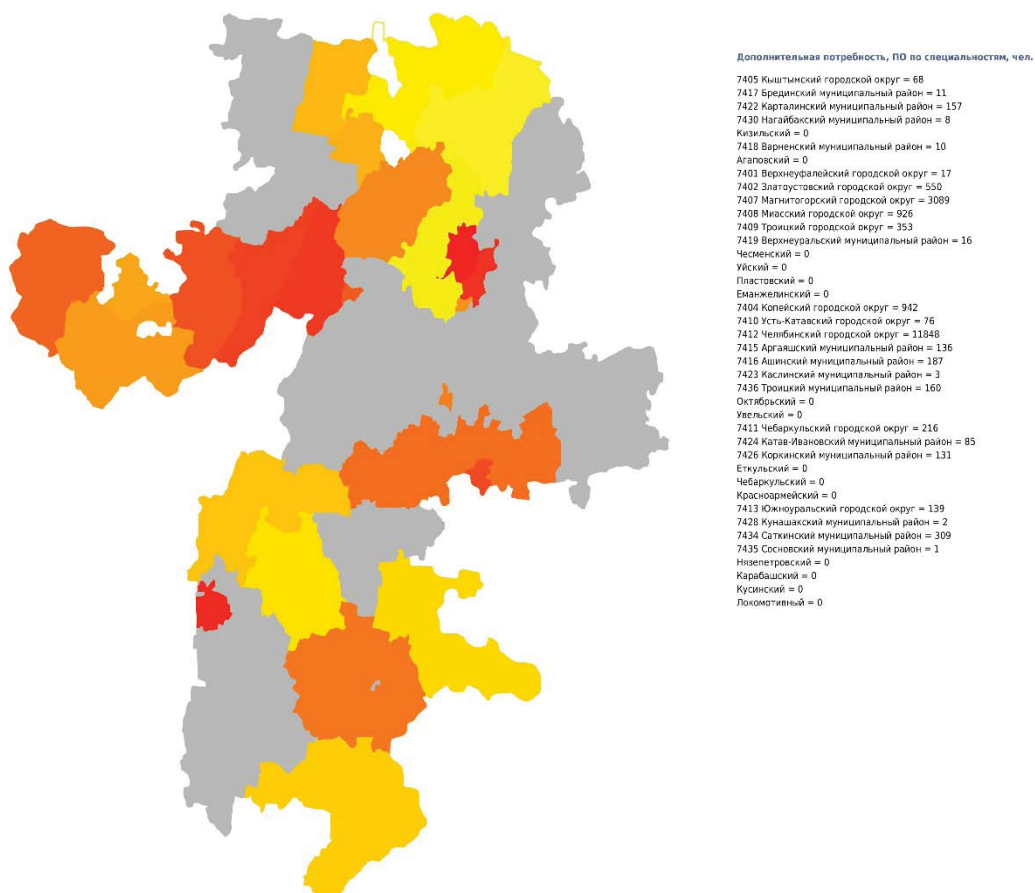 Дополнительная потребность, ПО по специальностям, чел.
7405 Кыштымский городской округ = 68
7417 Брединский муниципальный район = 11
7422 Карталинский муниципальный район = 157
7430 Нагайбакский муниципальный район = 8
Кизильский = 0
7418 Варненский муниципальный район = 10
Агаповский = 0
7401 Верхнеуфалейский городской округ = 17
7402 Златоустовский городской округ = 550
7407 Магнитогорский городской округ = 3089
7408 Миасский городской округ = 926
7409 Троицкий городской округ = 353
7419 Верхнеуральский муниципальный район = 16
Чесменский = 0
Уйский = 0
Пластовский = 0
Еманжелинский = 0
7404 Копейский городской округ = 942
7410 Усть-Катавский городской округ = 76
7412 Челябинский городской округ = 11848
7415 Аргаяшский муниципальный район = 136
7416 Ашинский муниципальный район = 187
7423 Каслинский муниципальный район = 3
7436 Троицкий муниципальный район = 160
Октябрьский = 0
Увельский = 0
7411 Чебаркульский городской округ = 216
7424 Катав-Ивановский муниципальный район = 85
7426 Коркинский муниципальный район = 131
Еткульский = 0
Чебаркульский = 0
Красноармейский = 0
7413 Южноуральский городской округ = 139
7428 Кунашакский муниципальный район = 2
7434 Саткинский муниципальный район = 309
7435 Сосновский муниципальный район = 1
Нязепетровский = 0
Карабашский = 0
Кусинский = 0
Локомотивный = 0